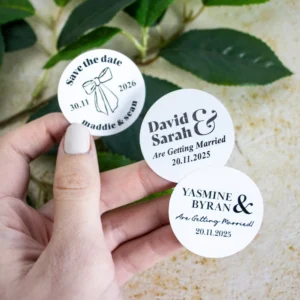 Save the date
30.11 2026
maddie & sean
David &
Sarah
Are Getting Married
20.11.2025
YASMINE &
BYRAN
Are Getting Married!
20.11.2025